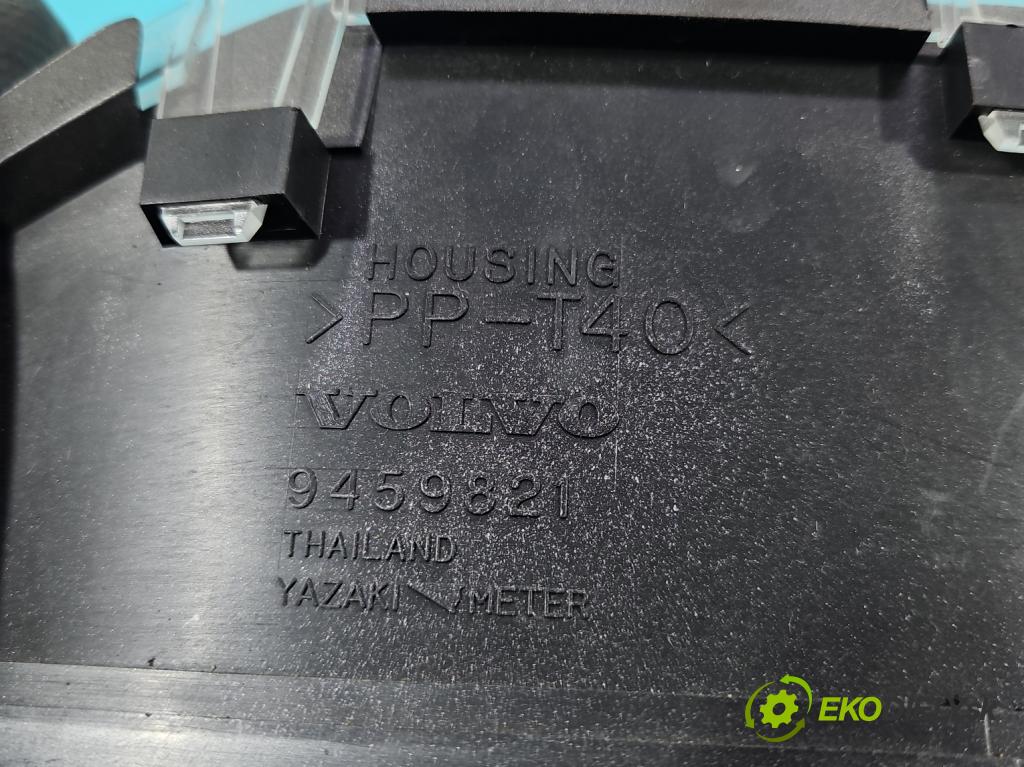 HOUSING
>PP-T40<
VOLVO
9459821
THAILAND
YAZAKI METER
EKO